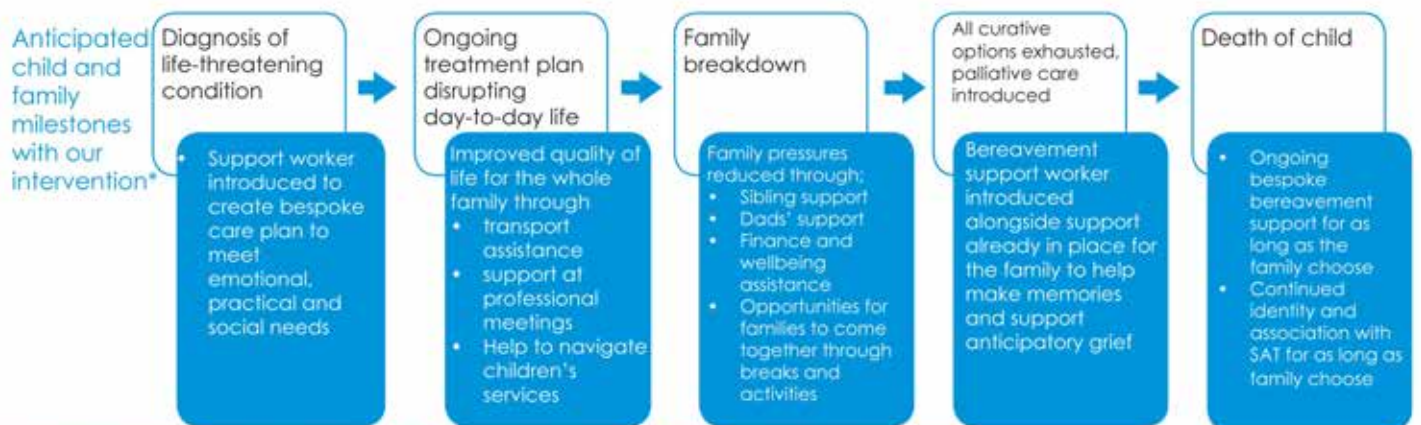 Anticipated
child and
family
milestones
with our
intervention*
Diagnosis of
life-threatening
condition
• Support worker
introduced to
create bespoke
care plan to
meet
emotional,
practical and
social needs
Ongoing
treatment plan
disrupting
day-to-day life
Improved quality of
life for the whole
family through
• transport
assistance
• support at
professional
meetings
• Help to navigate
children's
services
Family
breakdown
Family pressures
reduced through;
• Sibling support
• Dads' support
• Finance and
wellbeing
assistance
• Opportunities for
families to come
together through
breaks and
activities
All curative
options exhausted,
palliative care
introduced
Bereavement
support worker
introduced
alongside support
already in place for
the family to help
make memories
and support
anticipatory grief
Death of child
• Ongoing
bespoke
bereavement
support for as
long as the
family choose
• Continued
identity and
association with
SAT for as long as
family choose